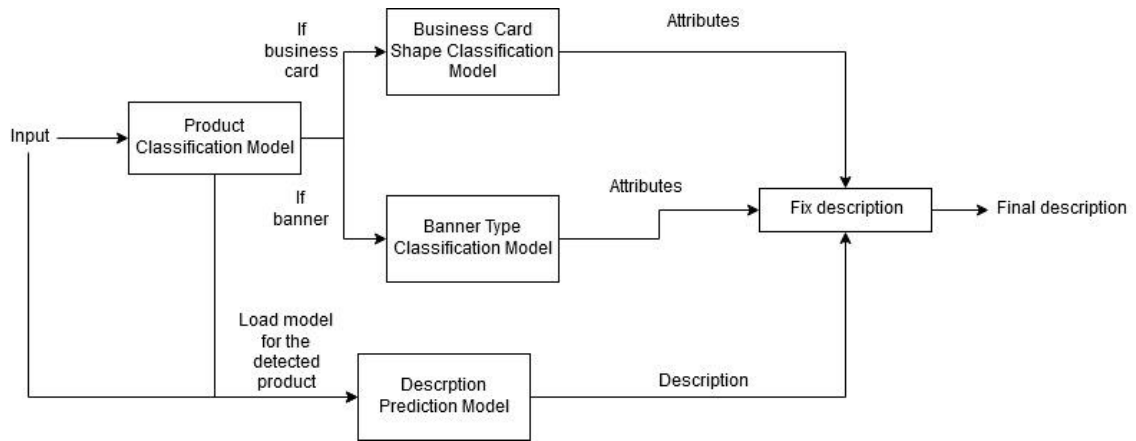 If
business
card
Business Card
Shape Classification
Model
Attributes
Input
Product
Classification Model
If
banner
Banner Type
Classification Model
Attributes
Fix description
Final description
Load model
for the
detected
product
Descrption
Prediction Model
Description